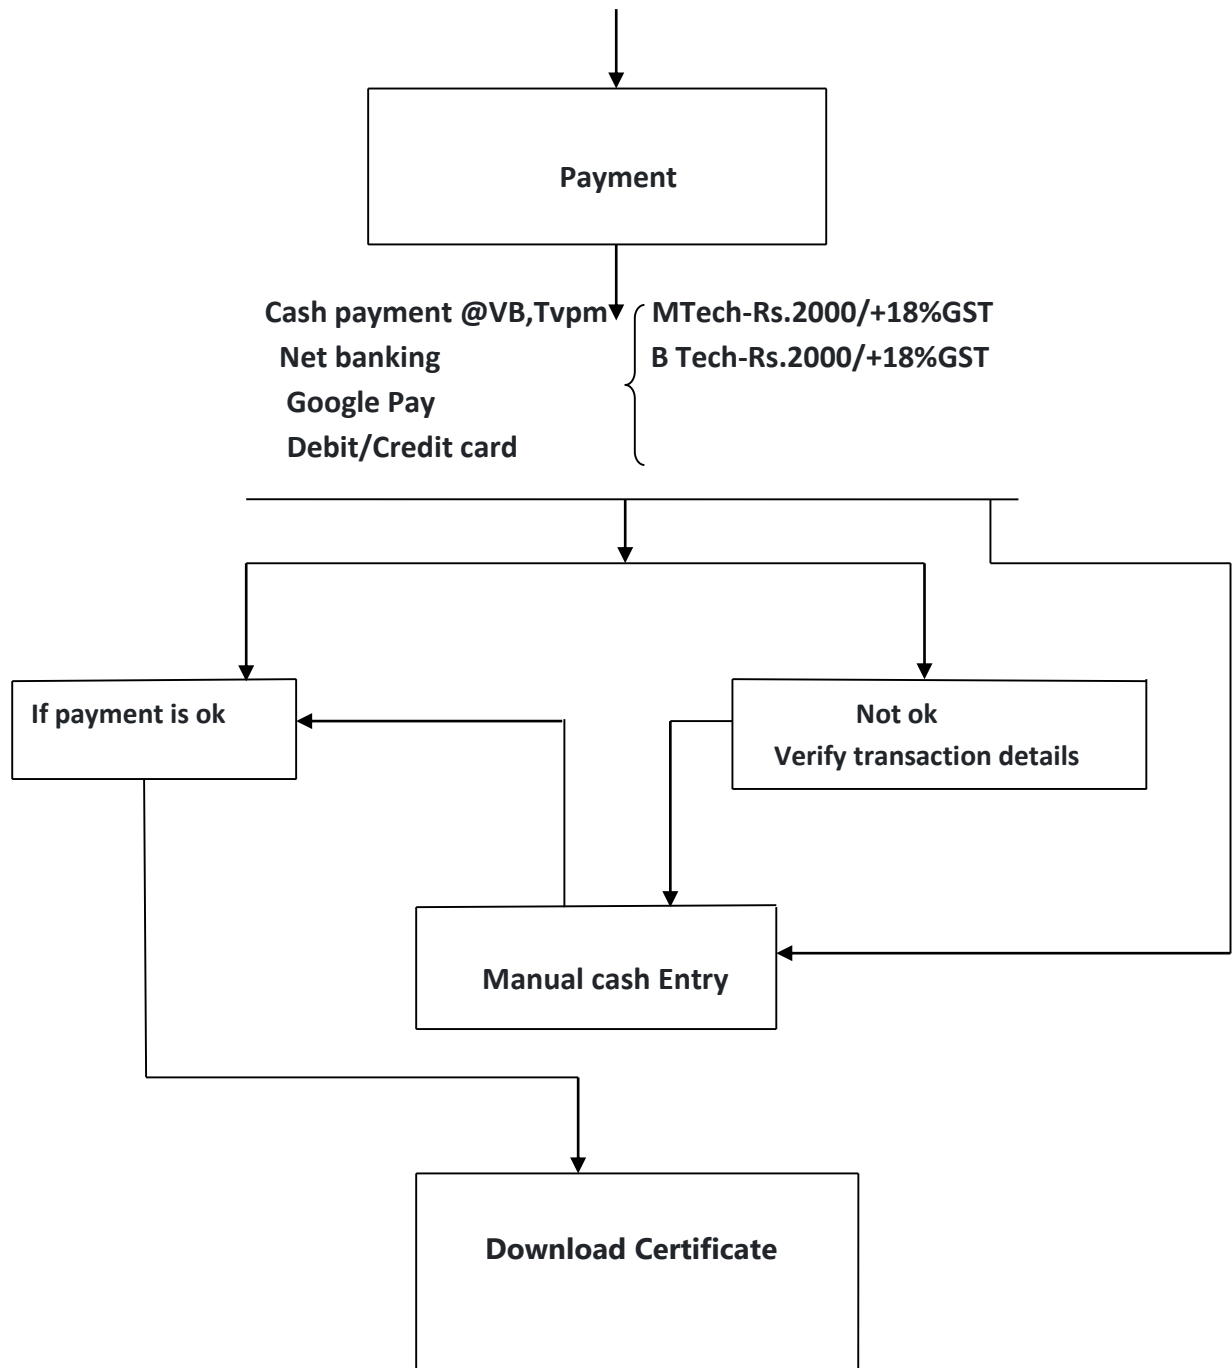 Payment
Cash payment @VB,Tvpm
MTech-Rs.2000/+18%GST
Net banking
B Tech-Rs.2000/+18%GST
Google Pay
Debit/Credit card
If payment is ok
Not ok
Verify transaction details
Manual cash Entry
Download Certificate